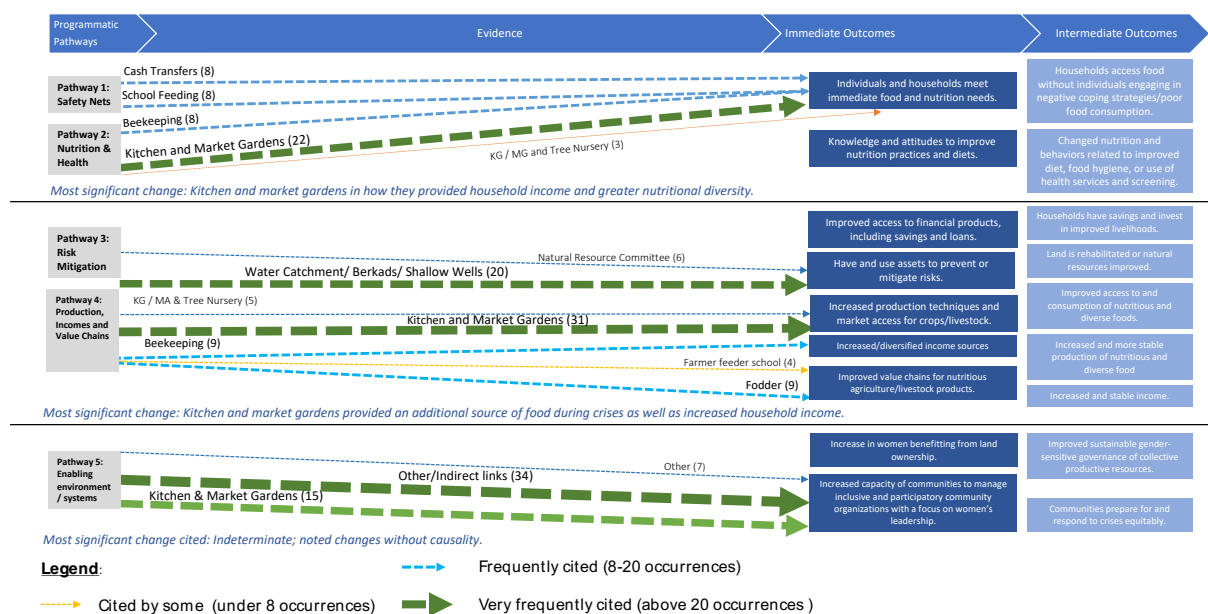 Programmatic
Pathways
Evidence
Immediate Outcomes
Intermediate Outcomes
Cash Transfers (8)
Pathway 1:
Safety Nets
School Feeding (8)
Beekeeping (8)
Pathway 2:
Nutrition &
Health
Kitchen and Market Gardens (22)
KG / MG and Tree Nursery (3)
Individuals and households meet
immediate food and nutrition needs.
Knowledge and attitudes to improve
nutrition practices and diets.
Households access food
without individuals engaging in
negative coping strategies/poor
food consumption.
Changed nutrition and
behaviors related to improved
diet, food hygiene, or use of
health services and screening.
Most significant change: Kitchen and market gardens in how they provided household income and greater nutritional diversity.
Pathway 3:
Risk
Mitigation
Natural Resource Committee (6)
Water Catchment/ Berkads/ Shallow Wells (20)
Pathway 4:
Production,
Incomes and
Value Chains
KG / MA & Tree Nursery (5)
Kitchen and Market Gardens (31)
Beekeeping (9)
Farmer feeder school (4)
Fodder (9)
Improved access to financial products,
including savings and loans.
Have and use assets to prevent or
mitigate risks.
Increased production techniques and
market access for crops/livestock.
Increased/diversified income sources
Improved value chains for nutritious
agriculture/livestock products.
Households have savings and invest
in improved livelihoods.
Land is rehabilitated or natural
resources improved.
Improved access to and
consumption of nutritious and
diverse foods.
Increased and more stable
production of nutritious and
diverse food
Increased and stable income.
Most significant change: Kitchen and market gardens provided an additional source of food during crises as well as increased household income.
Pathway 5:
Enabling
environment
/ systems
Other (7)
Other/Indirect links (34)
Kitchen & Market Gardens (15)
Increase in women benefitting from land
ownership.
Increased capacity of communities to manage
inclusive and participatory community
organizations with a focus on women's
leadership.
Improved sustainable gender-
sensitive governance of collective
productive resources.
Communities prepare for and
respond to crises equitably.
Most significant change cited: Indeterminate; noted changes without causality.
Legend:
Frequently cited (8-20 occurrences)
Cited by some (under 8 occurrences)
Very frequently cited (above 20 occurrences )